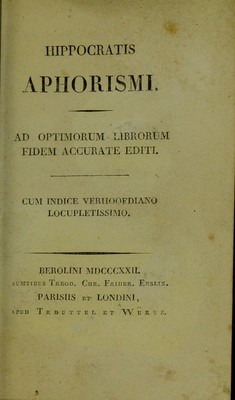 HIPPOCRATIS
APHORISMI.
AD OPTIMORUM LIBRORUM
FIDEM ACCURATE EDITI.
CUM INDICE VERHOOFDIANO
LOCUPLETISSIMO.
BEROLINI MDCCCXXII.
SUMTIBUS THEOD. CHR. FRIDER. ENSLIN.
PARISIIS ET LONDINI,
APUD TREUTTEL ET WURTZ.